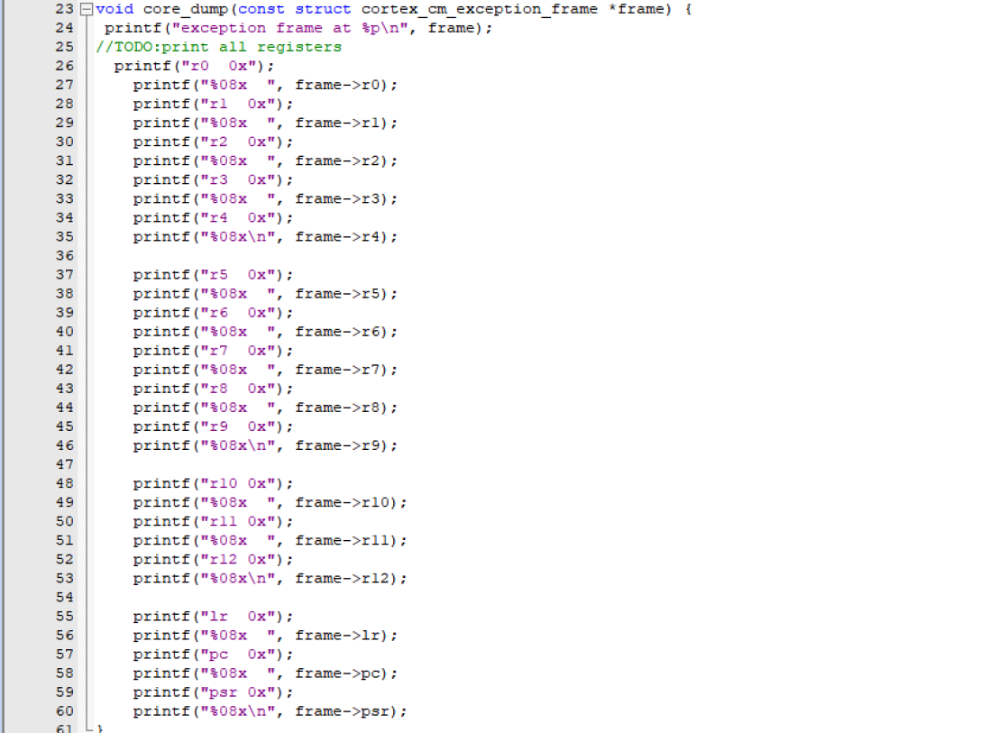 23 void core_dump(const struct cortex_cm_exception_frame *frame) {
24 printf("exception frame at %p\n", frame);
25 //TODO:print all registers
26 printf("r0  0x");
27 printf("%08x  ", frame->r0);
28 printf("r1  0x");
29 printf("%08x  ", frame->r1);
30 printf("r2  0x");
31 printf("%08x  ", frame->r2);
32 printf("r3  0x");
33 printf("%08x  ", frame->r3);
34 printf("r4  0x");
35 printf("%08x\n", frame->r4);
36
37 printf("r5  0x");
38 printf("%08x  ", frame->r5);
39 printf("r6  0x");
40 printf("%08x  ", frame->r6);
41 printf("r7  0x");
42 printf("%08x  ", frame->r7);
43 printf("r8  0x");
44 printf("%08x  ", frame->r8);
45 printf("r9  0x");
46 printf("%08x\n", frame->r9);
47
48 printf("r10 0x");
49 printf("%08x  ", frame->r10);
50 printf("r11 0x");
51 printf("%08x  ", frame->r11);
52 printf("r12 0x");
53 printf("%08x\n", frame->r12);
54
55 printf("lr  0x");
56 printf("%08x  ", frame->lr);
57 printf("pc  0x");
58 printf("%08x  ", frame->pc);
59 printf("psr 0x");
60 printf("%08x\n", frame->psr);
61 }